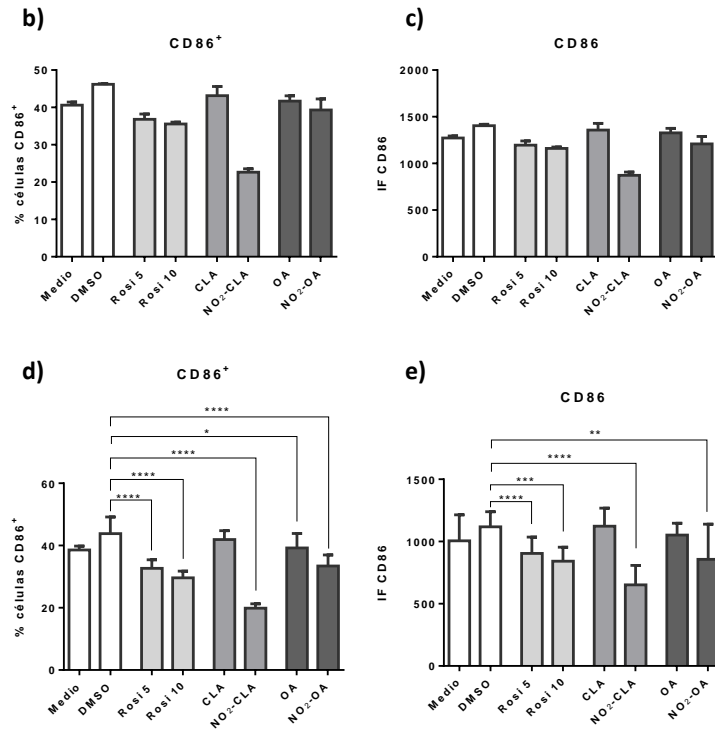 b)
CD86⁺
50
40
30
20
10
0
% células CD86⁺
Medio
DMSO
Rosi 5
Rosi 10
CLA
NO₂-CLA
OA
NO₂-OA
c)
CD86
2000
1500
1000
500
0
IF CD86
Medio
DMSO
Rosi 5
Rosi 10
CLA
NO₂-CLA
OA
NO₂-OA
d)
CD86⁺
****
*
****
****
****
60
40
20
0
% células CD86⁺
Medio
DMSO
Rosi 5
Rosi 10
CLA
NO₂-CLA
OA
NO₂-OA
e)
CD86
**
****
***
****
1500
1000
500
0
IF CD86
Medio
DMSO
Rosi 5
Rosi 10
CLA
NO₂-CLA
OA
NO₂-OA